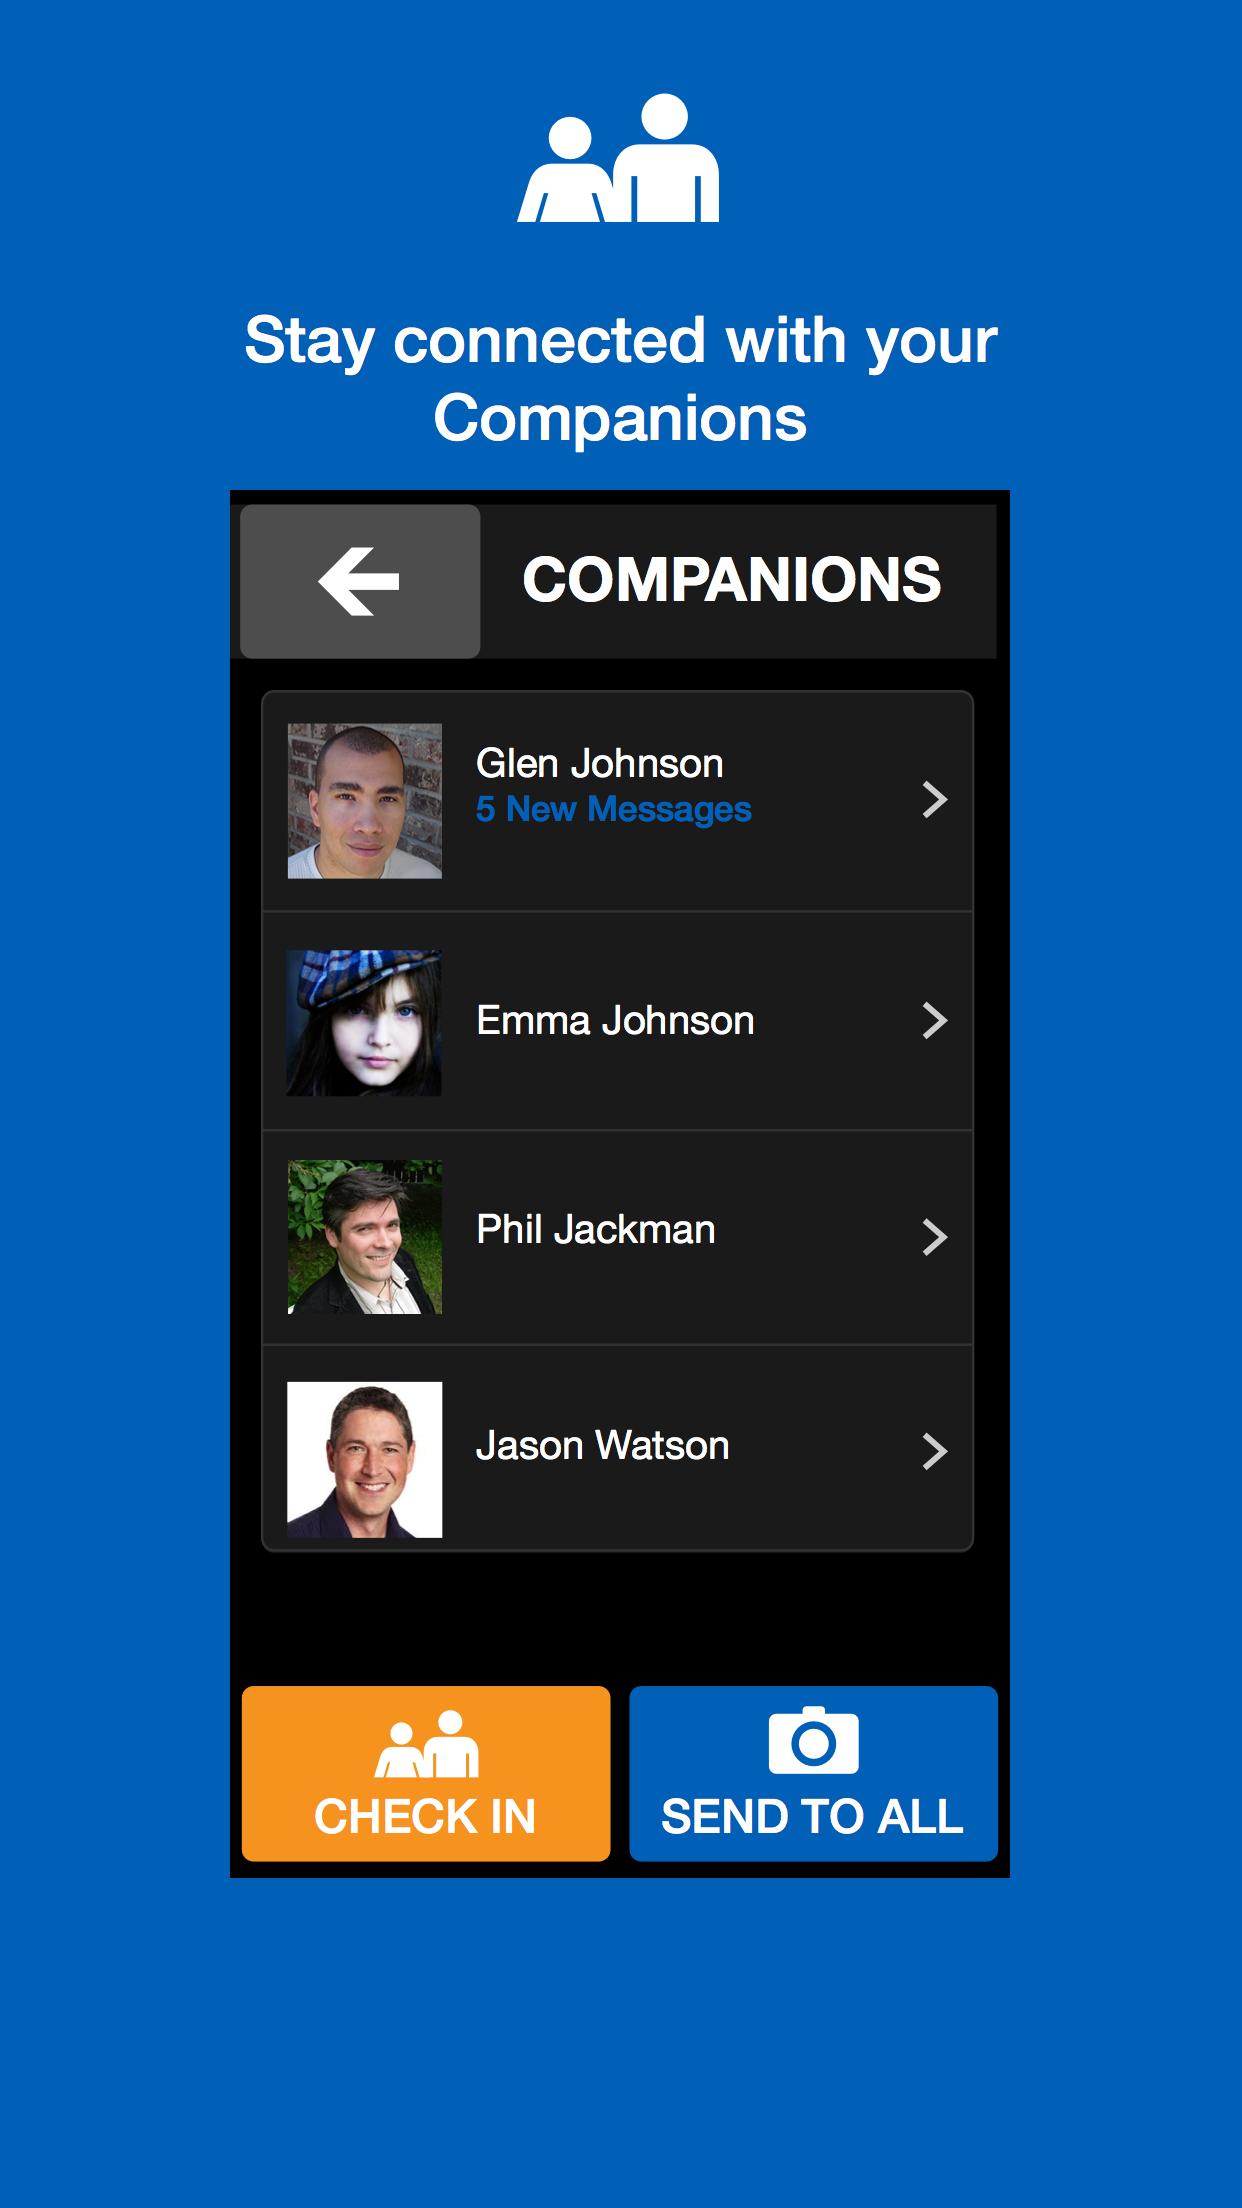 Stay connected with your
Companions
COMPANIONS
Glen Johnson
5 New Messages
Emma Johnson
Phil Jackman
Jason Watson
CHECK IN
SEND TO ALL